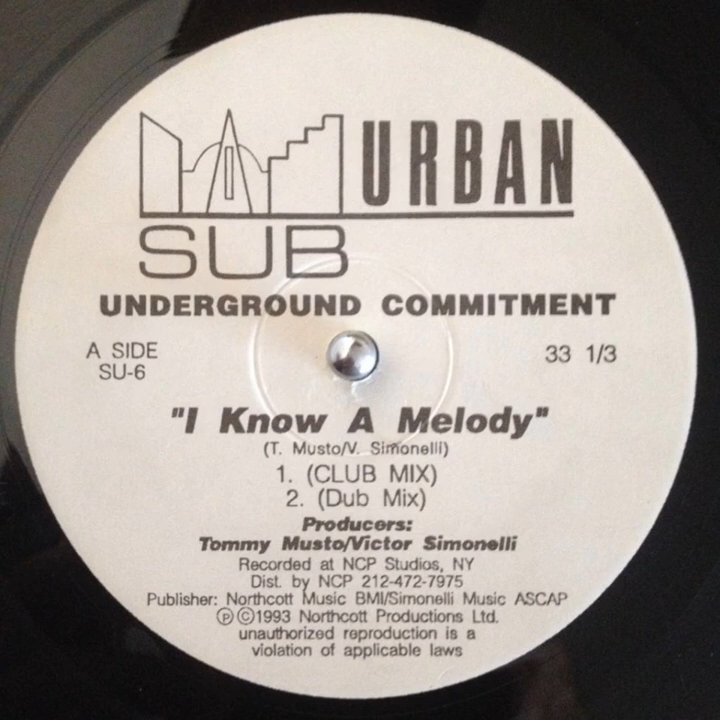 URBAN
SUB
UNDERGROUND COMMITMENT
A SIDE 33 1/3
SU-6
"I Know A Melody"
(T. Musto/V. Simonelli)
1. (CLUB MIX)
2. (Dub Mix)
Producers:
Tommy Musto/Victor Simonelli
Recorded at NCP Studios, NY
Dist. by NCP 212-472-7975
Publisher: Northcott Music BMI/Simonelli Music ASCAP
℗©1993 Northcott Productions Ltd.
unauthorized reproduction is a
violation of applicable laws